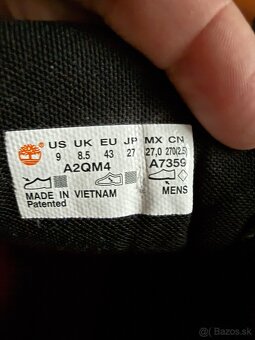 US UK EU JP MX CN
9 8.5 43 27 27,0 270(2.5)
A2QM4 A7359
MADE IN VIETNAM MENS
Patented
© Bazos.sk